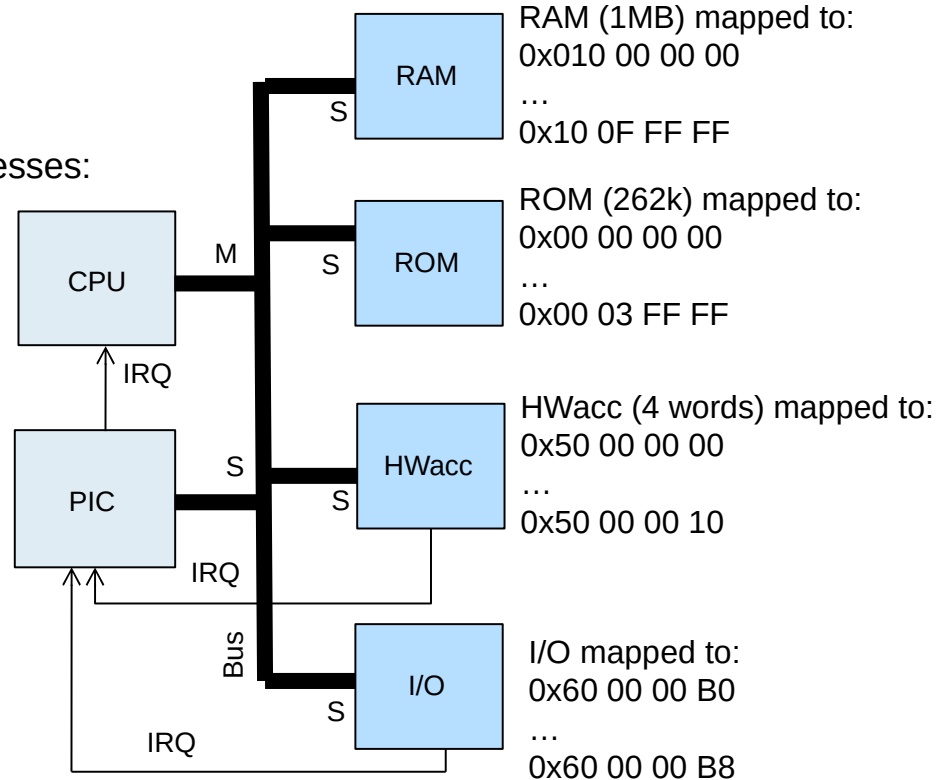 RAM (1MB) mapped to:
0x010 00 00 00
…
0x10 0F FF FF
RAM
S
esses:
ROM (262k) mapped to:
0x00 00 00 00
…
0x00 03 FF FF
ROM
S
CPU
M
IRQ
HWacc (4 words) mapped to:
0x50 00 00 00
…
0x50 00 00 10
HWacc
S
PIC
S
IRQ
Bus
I/O mapped to:
0x60 00 00 B0
…
0x60 00 00 B8
I/O
S
IRQ